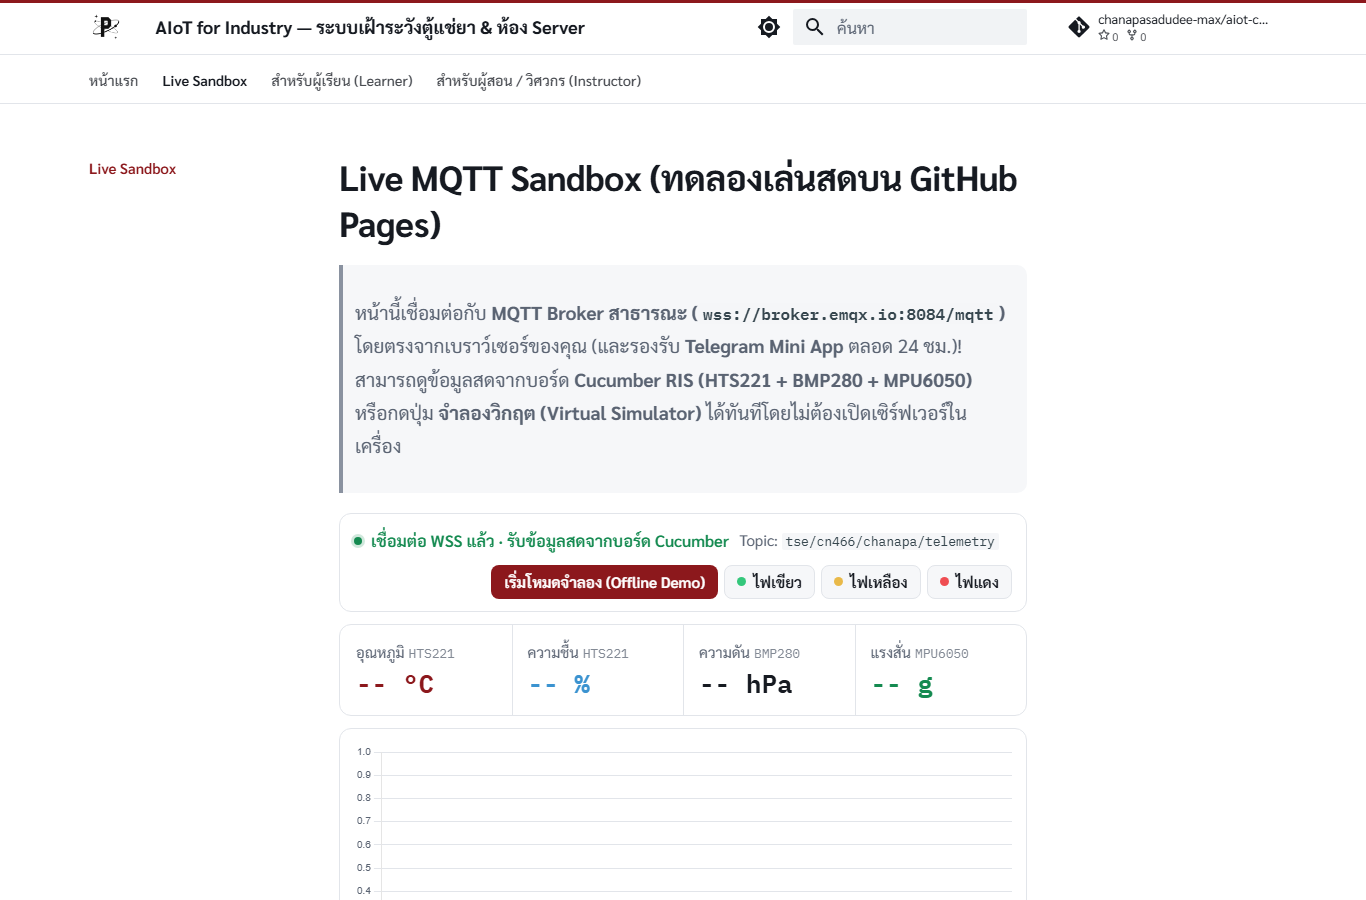 P
AIoT for Industry — ระบบเฝ้าระวังตู้แช่ยา & ห้อง Server
ค้นหา
chanapasadudee-max/aiot-c...
0 0
หน้าแรก
Live Sandbox
สำหรับผู้เรียน (Learner)
สำหรับผู้สอน / วิศวกร (Instructor)
Live Sandbox
Live MQTT Sandbox (ทดลองเล่นสดบน GitHub
Pages)
หน้านี้เชื่อมต่อกับ MQTT Broker สาธารณะ ( wss://broker.emqx.io:8084/mqtt )
โดยตรงจากเบราว์เซอร์ของคุณ (และรองรับ Telegram Mini App ตลอด 24 ชม.)!
สามารถดูข้อมูลสดจากบอร์ด Cucumber RIS (HTS221 + BMP280 + MPU6050)
หรือกดปุ่ม จำลองวิกฤต (Virtual Simulator) ได้ทันทีโดยไม่ต้องเปิดเซิร์ฟเวอร์ใน
เครื่อง
เชื่อมต่อ WSS แล้ว · รับข้อมูลสดจากบอร์ด Cucumber Topic: tse/cn466/chanapa/telemetry
เริ่มโหมดจำลอง (Offline Demo) ไฟเขียว ไฟเหลือง ไฟแดง
อุณหภูมิ HTS221
-- °C
ความชื้น HTS221
-- %
ความดัน BMP280
-- hPa
แรงสั่น MPU6050
-- g
1.0
0.9
0.8
0.7
0.6
0.5
0.4